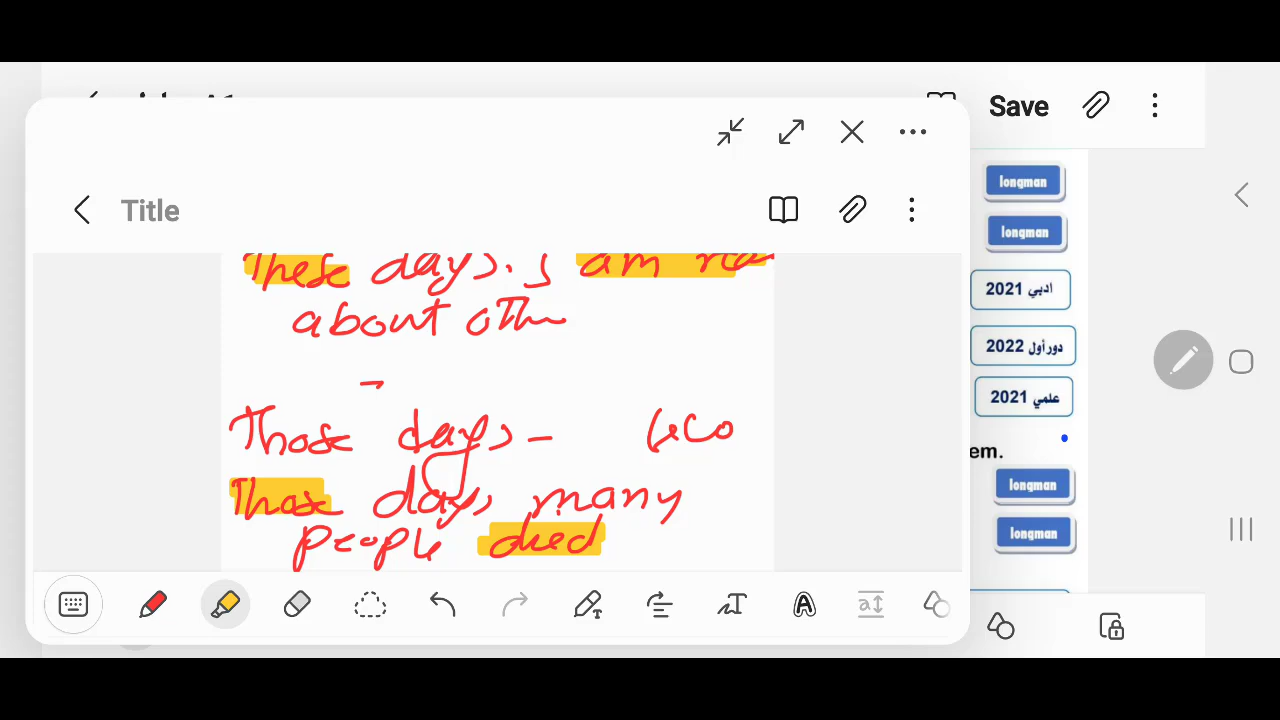 Save
longman
Title
longman
These days. I am
أدبي 2021
about oth
دور أول 2022
علمي 2021
Those days -
em.
Those days, many
longman
people died
longman